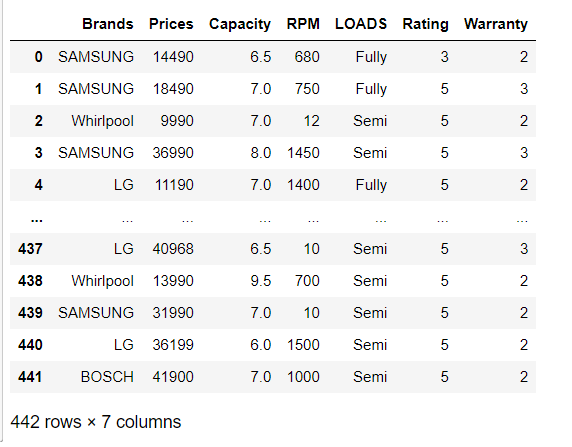 Brands Prices Capacity RPM LOADS Rating Warranty
0 SAMSUNG 14490 6.5 680 Fully 3 2
1 SAMSUNG 18490 7.0 750 Fully 5 3
2 Whirlpool 9990 7.0 12 Semi 5 2
3 SAMSUNG 36990 8.0 1450 Semi 5 3
4 LG 11190 7.0 1400 Fully 5 2
... ... ... ... ... ... ... ...
437 LG 40968 6.5 10 Semi 5 3
438 Whirlpool 13990 9.5 700 Semi 5 2
439 SAMSUNG 31990 7.0 10 Semi 5 2
440 LG 36199 6.0 1500 Semi 5 2
441 BOSCH 41900 7.0 1000 Semi 5 2
442 rows × 7 columns